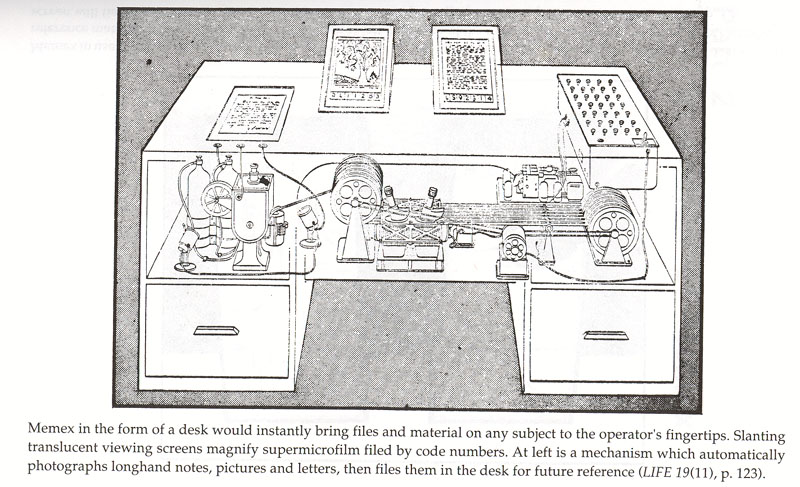 Memex in the form of a desk would instantly bring files and material on any subject to the operator's fingertips. Slanting
translucent viewing screens magnify supermicrofilm filed by code numbers. At left is a mechanism which automatically
photographs longhand notes, pictures and letters, then files them in the desk for future reference (LIFE 19(11), p. 123).